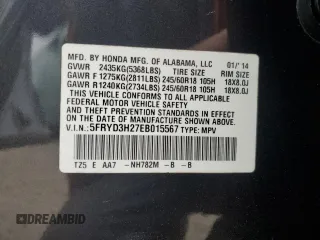 MFD. BY HONDA MFG. OF ALABAMA, LLC 01/'14
GVWR 2435KG(5368LBS) TIRE SIZE RIM SIZE
GAWR F 1275KG(2811LBS) 245/60R18 105H 18X8.0J
GAWR R 1240KG(2734LBS) 245/60R18 105H 18X8.0J
THIS VEHICLE CONFORMS TO ALL APPLICABLE
FEDERAL MOTOR VEHICLE SAFETY AND THEFT
PREVENTION STANDARDS IN EFFECT ON THE DATE
OF MANUFACTURE SHOWN ABOVE.
V.I.N.:5FRYD3H27EB015567 TYPE: MPV
TZ5 E AA7 -NH782M -B -B
DREAMBID